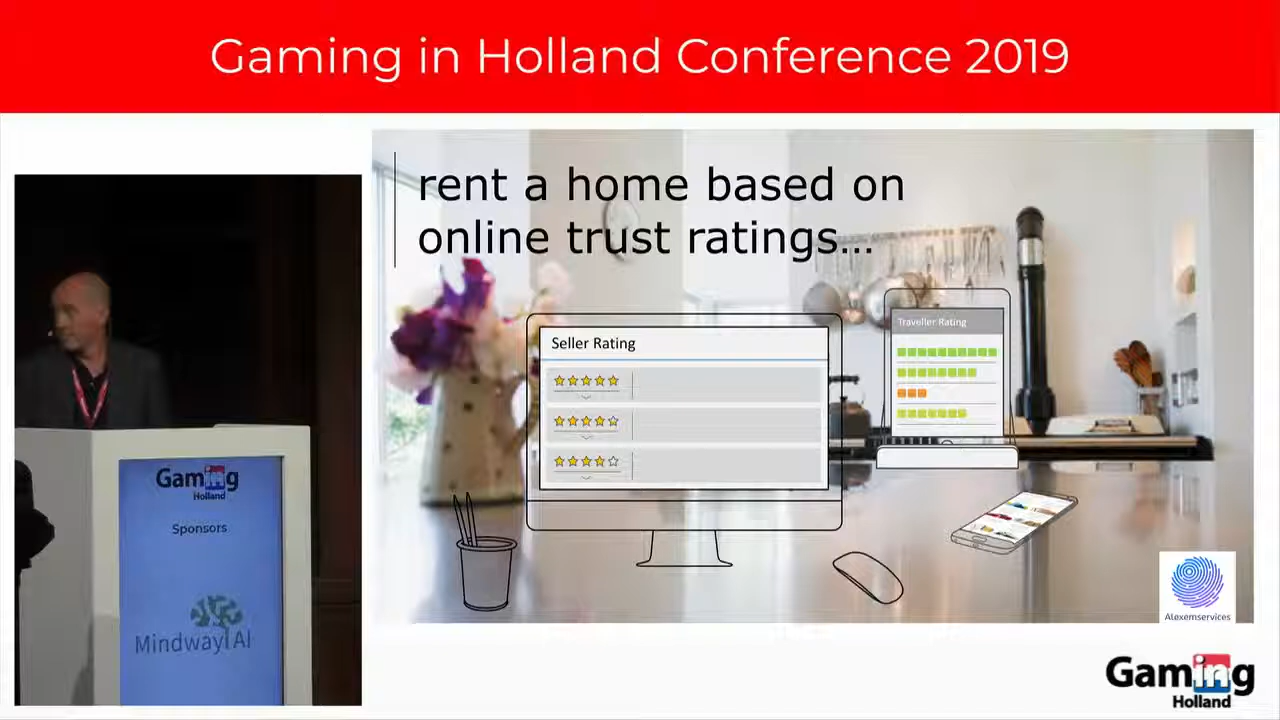 Gaming in Holland Conference 2019
rent a home based on
online trust ratings…
Seller Rating
Traveller Rating
Alexemservices
Gaming
Holland
Sponsors
Mindway AI
Gaming
Holland